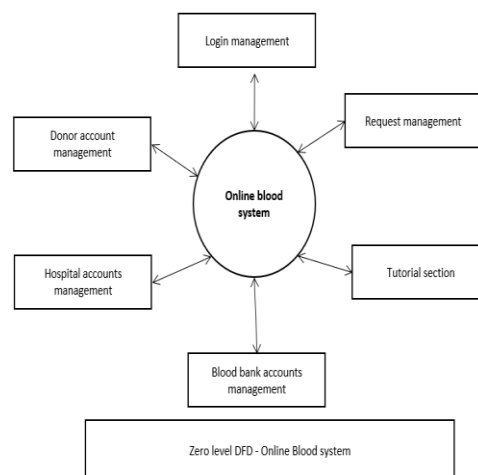 Login management
Request management
Donor account
management
Online blood
system
Hospital accounts
management
Tutorial section
Blood bank accounts
management
Zero level DFD - Online Blood system